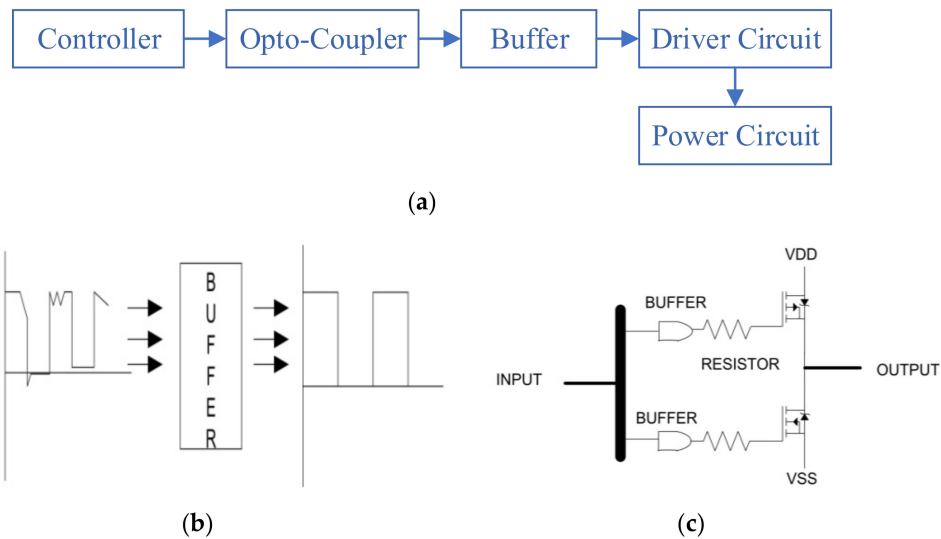 Controller
Opto-Coupler
Buffer
Driver Circuit
Power Circuit
(a)
B
U
F
F
E
R
(b)
VDD
BUFFER
RESISTOR
INPUT
OUTPUT
BUFFER
VSS
(c)